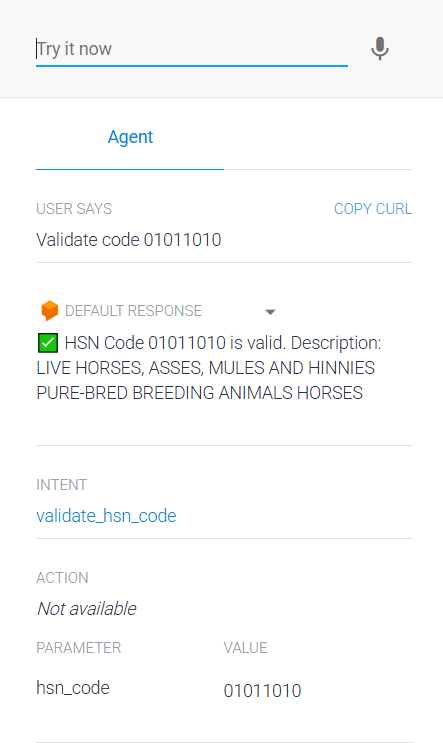 Try it now
Agent
USER SAYS COPY CURL
Validate code 01011010
DEFAULT RESPONSE
✅ HSN Code 01011010 is valid. Description:
LIVE HORSES, ASSES, MULES AND HINNIES
PURE-BRED BREEDING ANIMALS HORSES
INTENT
validate_hsn_code
ACTION
Not available
PARAMETER VALUE
hsn_code 01011010